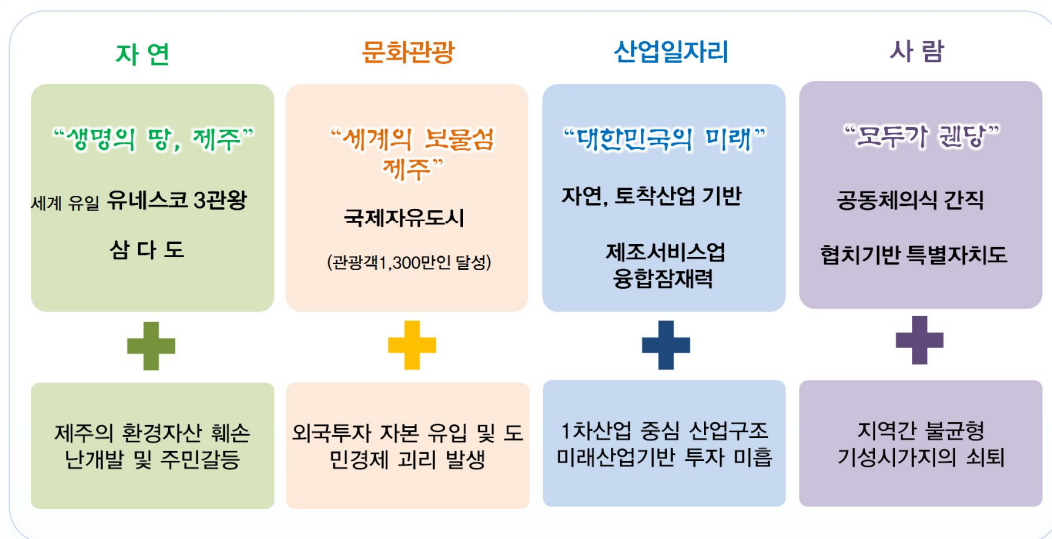 자 연
"생명의 땅, 제주"
세계 유일 유네스코 3관왕
삼 다 도
제주의 환경자산 훼손
난개발 및 주민갈등
문화관광
"세계의 보물섬
제주"
국제자유도시
(관광객1,300만인 달성)
외국투자 자본 유입 및 도
민경제 괴리 발생
산업일자리
"대한민국의 미래"
자연, 토착산업 기반
제조서비스업
융합잠재력
1차산업 중심 산업구조
미래산업기반 투자 미흡
사 람
"모두가 괸당"
공동체의식 간직
협치기반 특별자치도
지역간 불균형
기성시가지의 쇠퇴